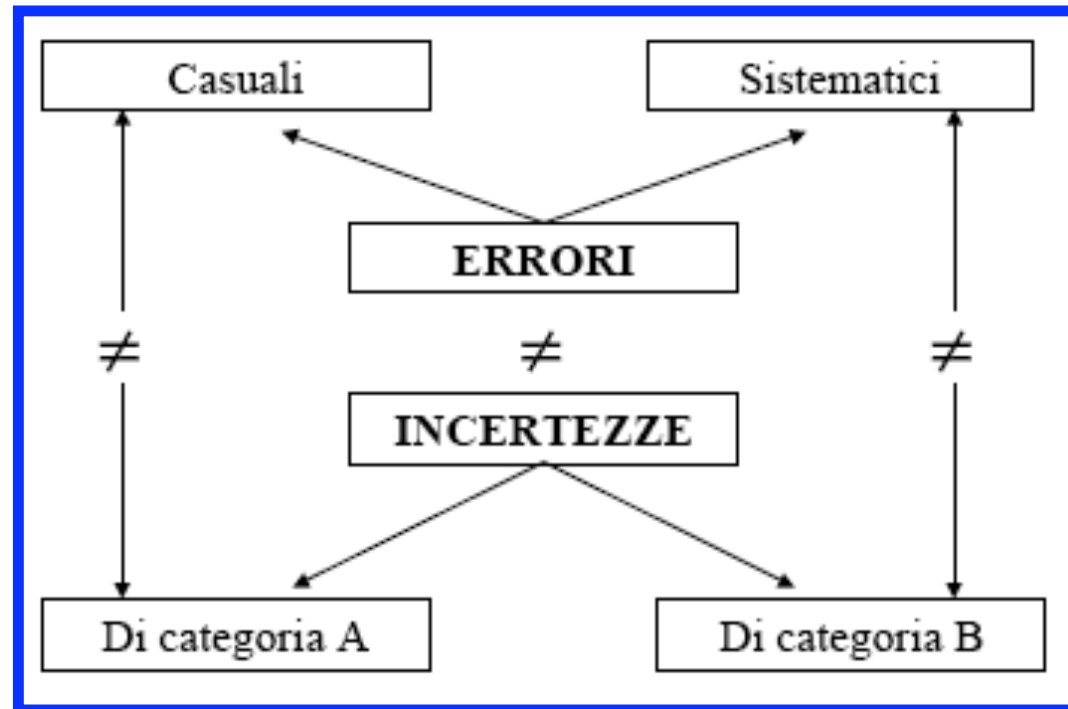 Casuali
Sistematici
ERRORI
≠
≠
≠
INCERTEZZE
Di categoria A
Di categoria B